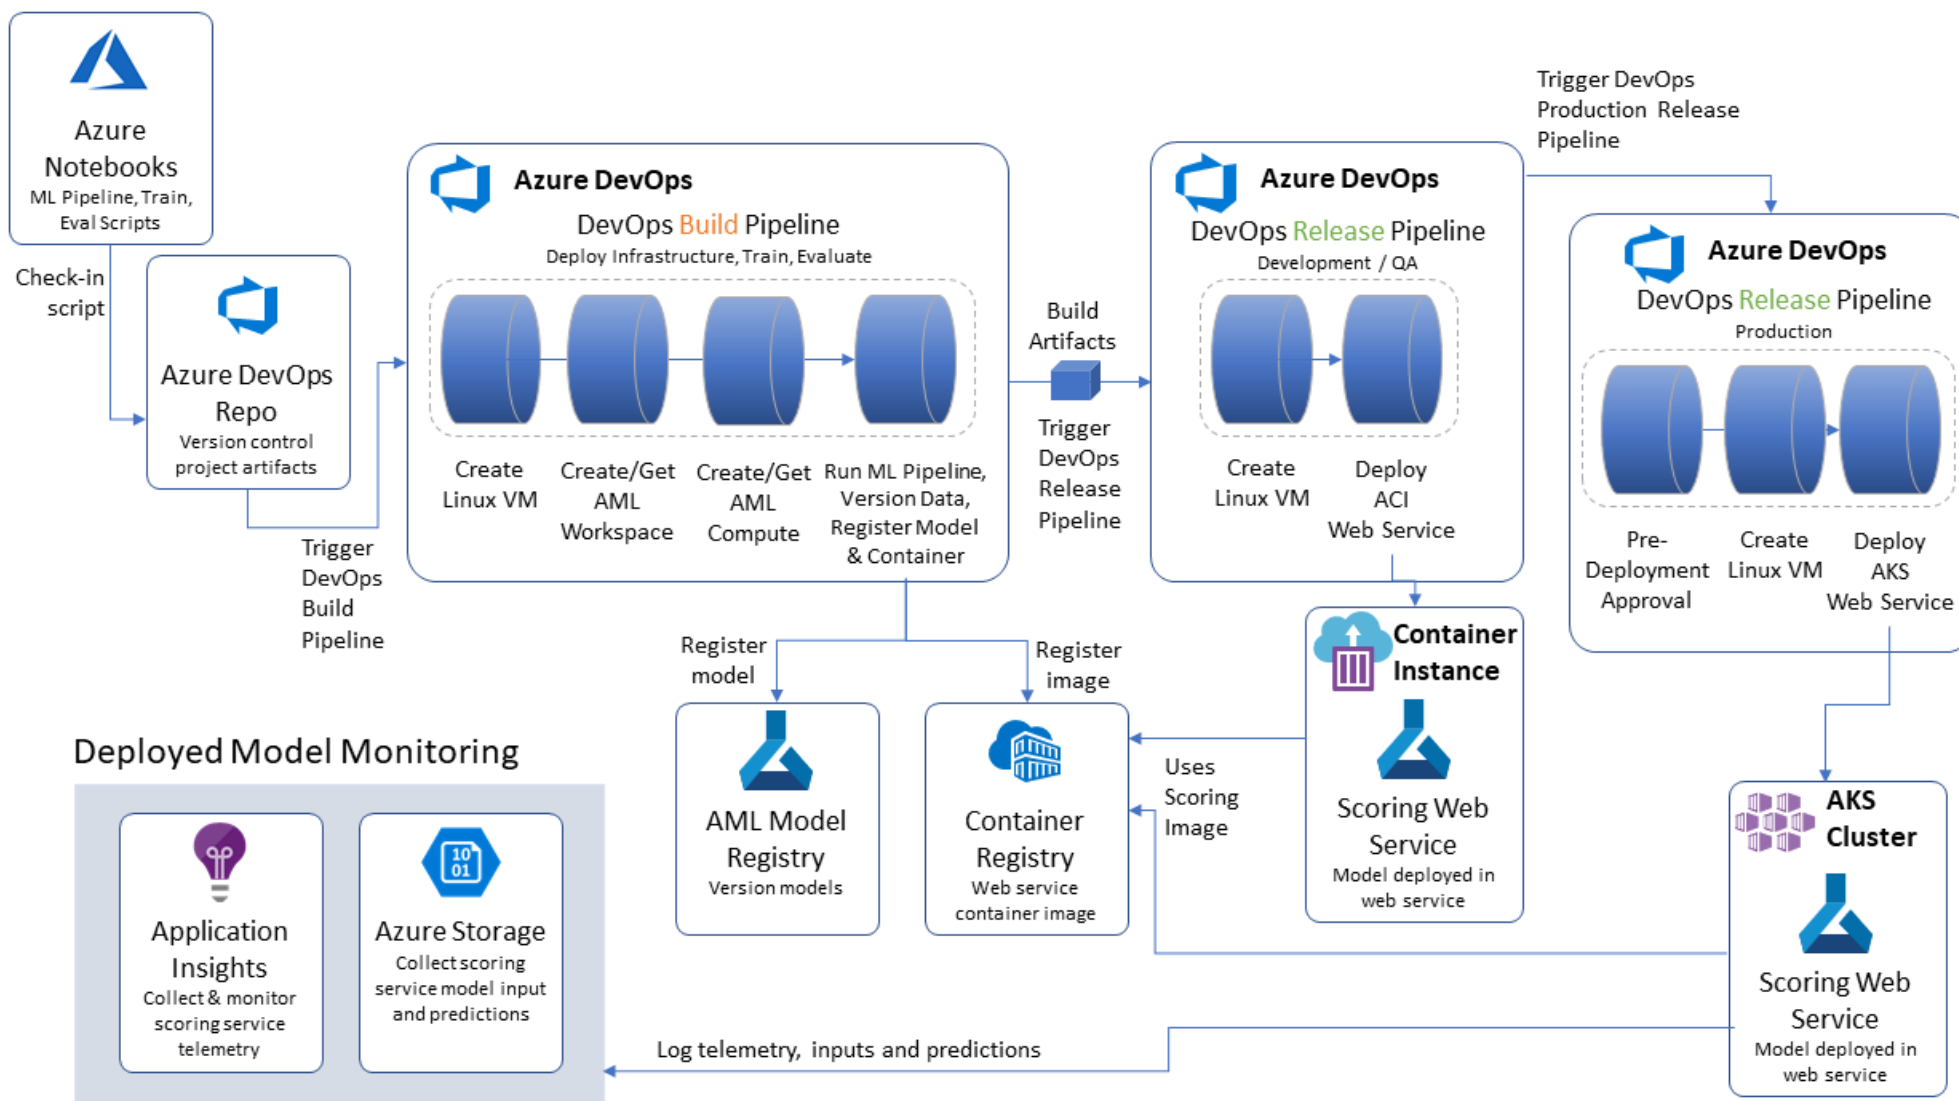 Azure
Notebooks
ML Pipeline, Train,
Eval Scripts
Check-in
script
Azure DevOps
Repo
Version control
project artifacts
Trigger
DevOps
Build
Pipeline
Azure DevOps
DevOps Build Pipeline
Deploy Infrastructure, Train, Evaluate
Create
Linux VM
Create/Get
AML
Workspace
Create/Get
AML
Compute
Run ML Pipeline,
Version Data,
Register Model
& Container
Build
Artifacts
Trigger
DevOps
Release
Pipeline
Azure DevOps
DevOps Release Pipeline
Development / QA
Create
Linux VM
Deploy
ACI
Web Service
Trigger DevOps
Production Release
Pipeline
Azure DevOps
DevOps Release Pipeline
Production
Pre-
Deployment
Approval
Create
Linux VM
Deploy
AKS
Web Service
Register
model
Register
image
AML Model
Registry
Version models
Container
Registry
Web service
container image
Uses
Scoring
Image
Container
Instance
Scoring Web
Service
Model deployed in
web service
AKS
Cluster
Scoring Web
Service
Model deployed in
web service
Deployed Model Monitoring
Application
Insights
Collect & monitor
scoring service
telemetry
10
01
Azure Storage
Collect scoring
service model input
and predictions
Log telemetry, inputs and predictions